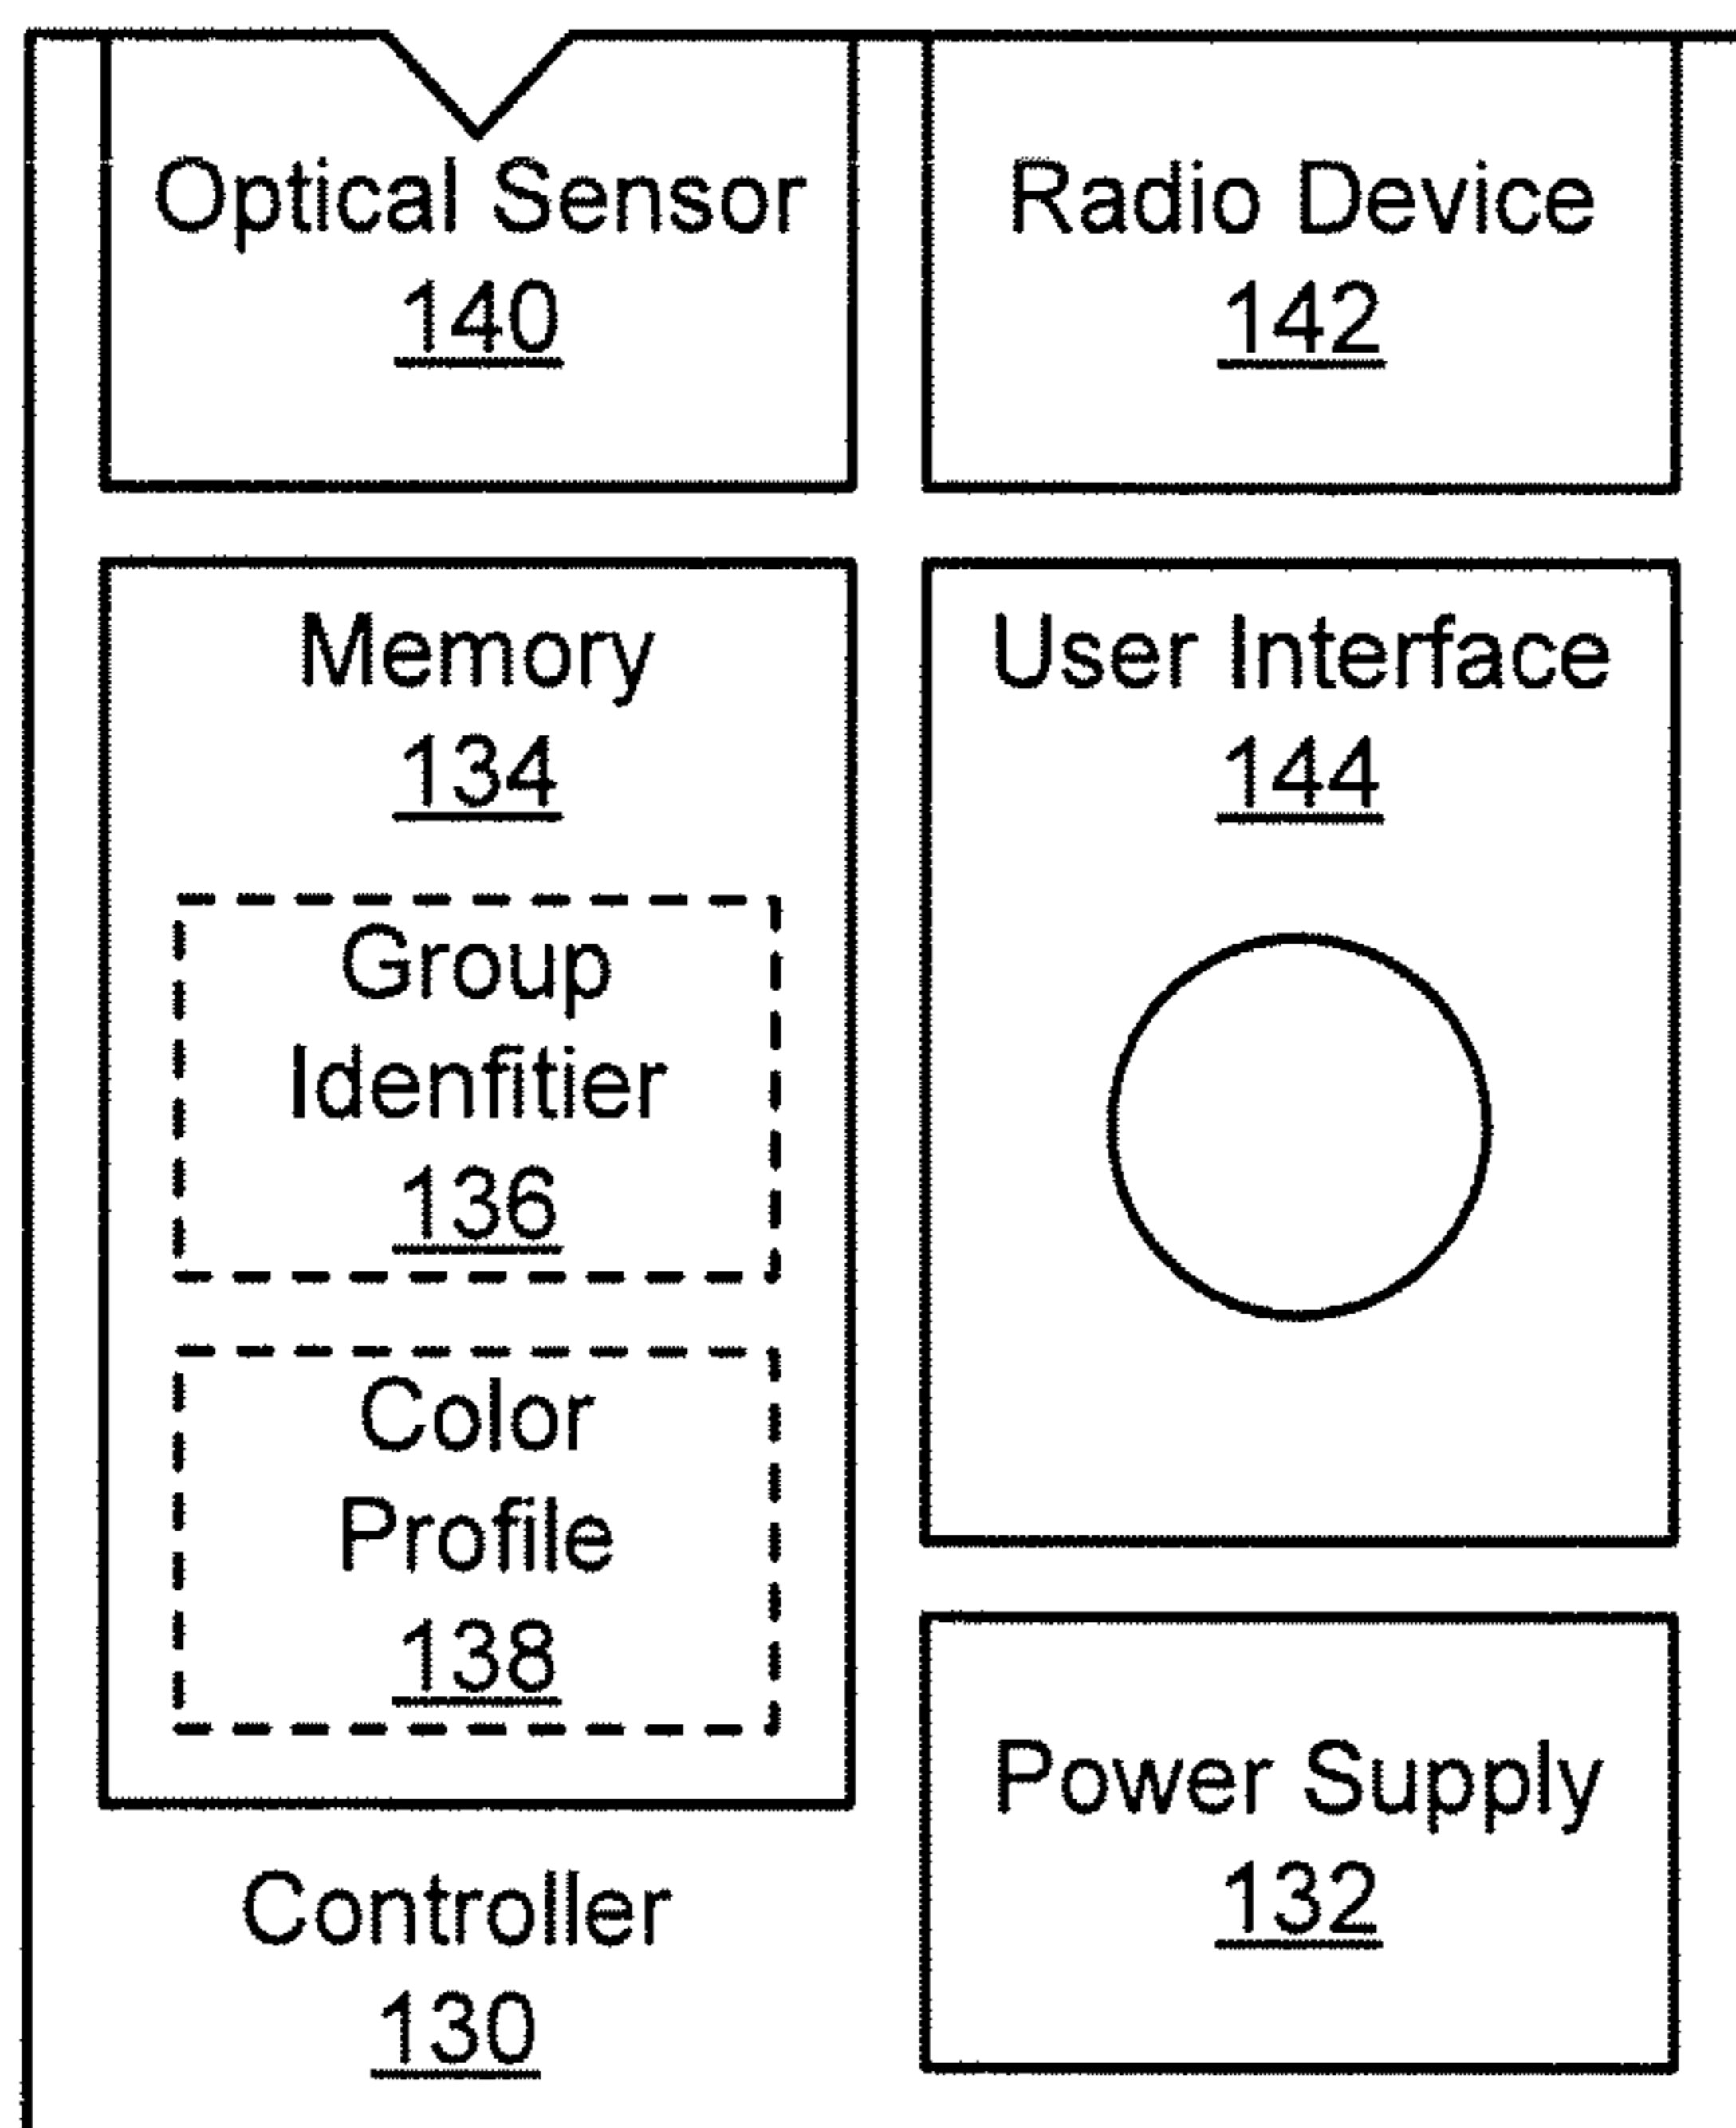 Optical Sensor
140
Radio Device
142
Memory
134
Group
Idenfitier
136
Color
Profile
138
User Interface
144
Power Supply
132
Controller
130